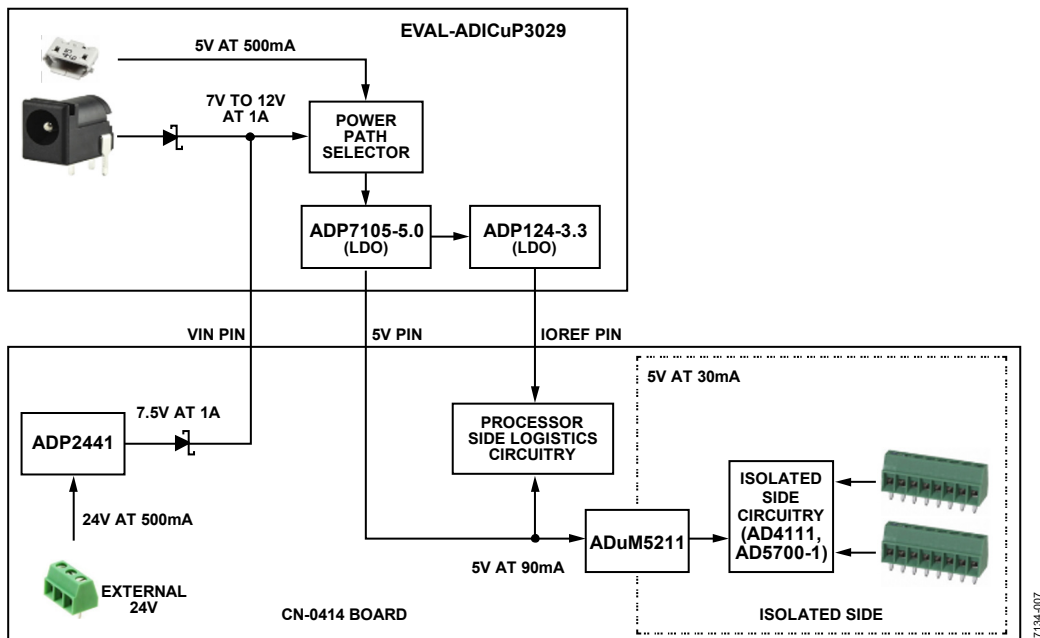 EVAL-ADICuP3029
5V AT 500mA
7V TO 12V
AT 1A
POWER
PATH
SELECTOR
ADP7105-5.0
(LDO)
ADP124-3.3
(LDO)
VIN PIN
5V PIN
IOREF PIN
5V AT 30mA
7.5V AT 1A
ADP2441
PROCESSOR
SIDE LOGISTICS
CIRCUITRY
ISOLATED
SIDE
CIRCUITRY
(AD4111,
AD5700-1)
24V AT 500mA
ADuM5211
5V AT 90mA
EXTERNAL
24V
CN-0414 BOARD
ISOLATED SIDE
7134-007